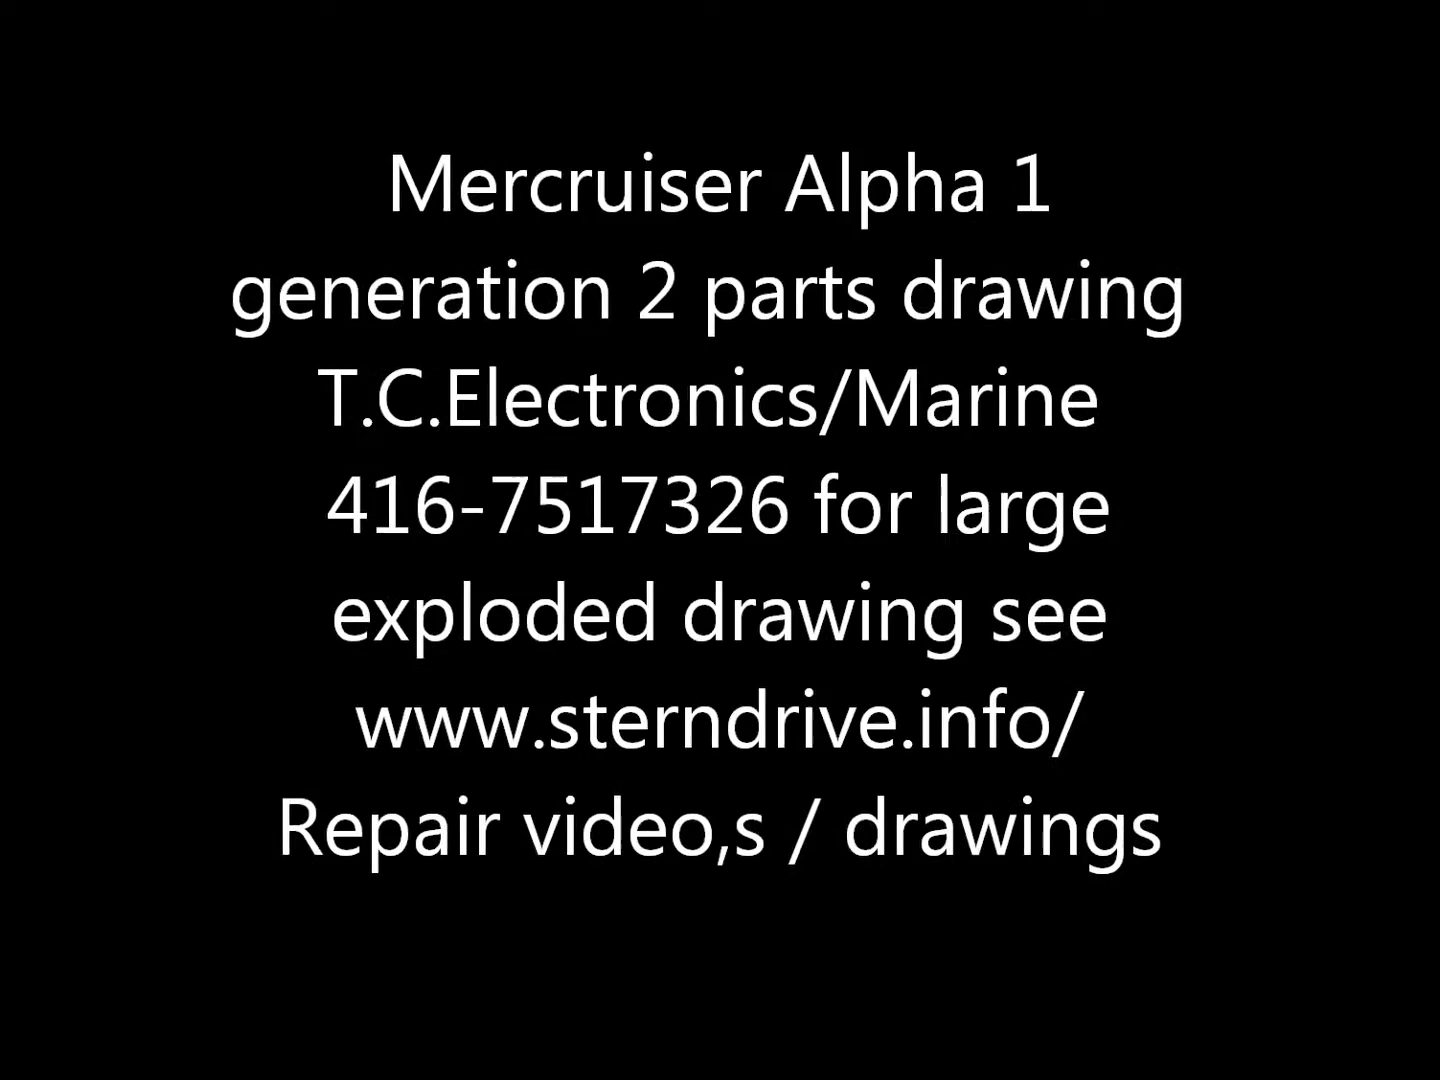 Mercruiser Alpha 1
generation 2 parts drawing
T.C.Electronics/Marine
416-7517326 for large
exploded drawing see
www.sterndrive.info/
Repair video,s / drawings